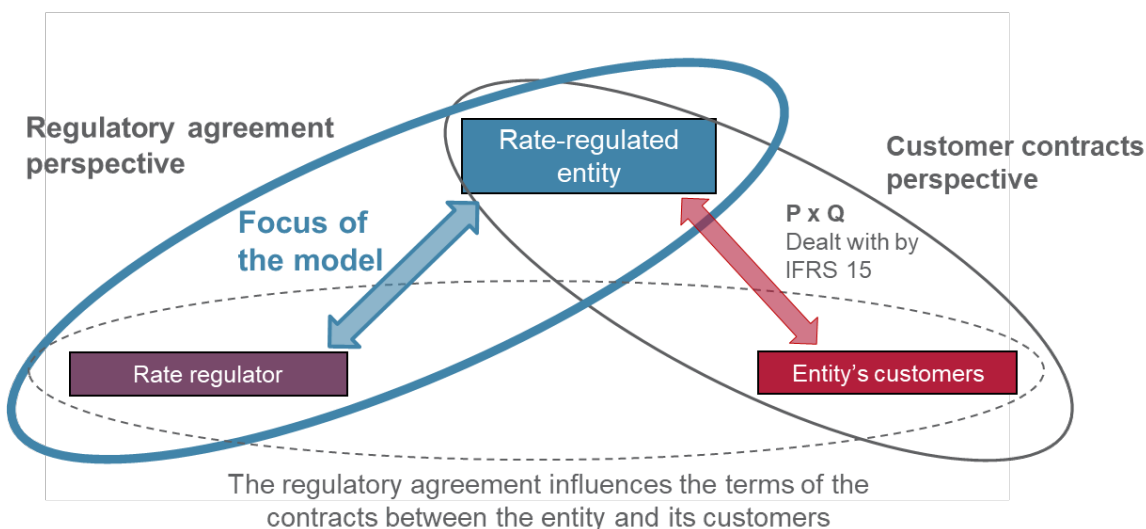 Regulatory agreement
perspective
Rate-regulated
entity
Customer contracts
perspective
Focus of
the model
P x Q
Dealt with by
IFRS 15
Rate regulator
Entity's customers
The regulatory agreement influences the terms of the
contracts between the entity and its customers